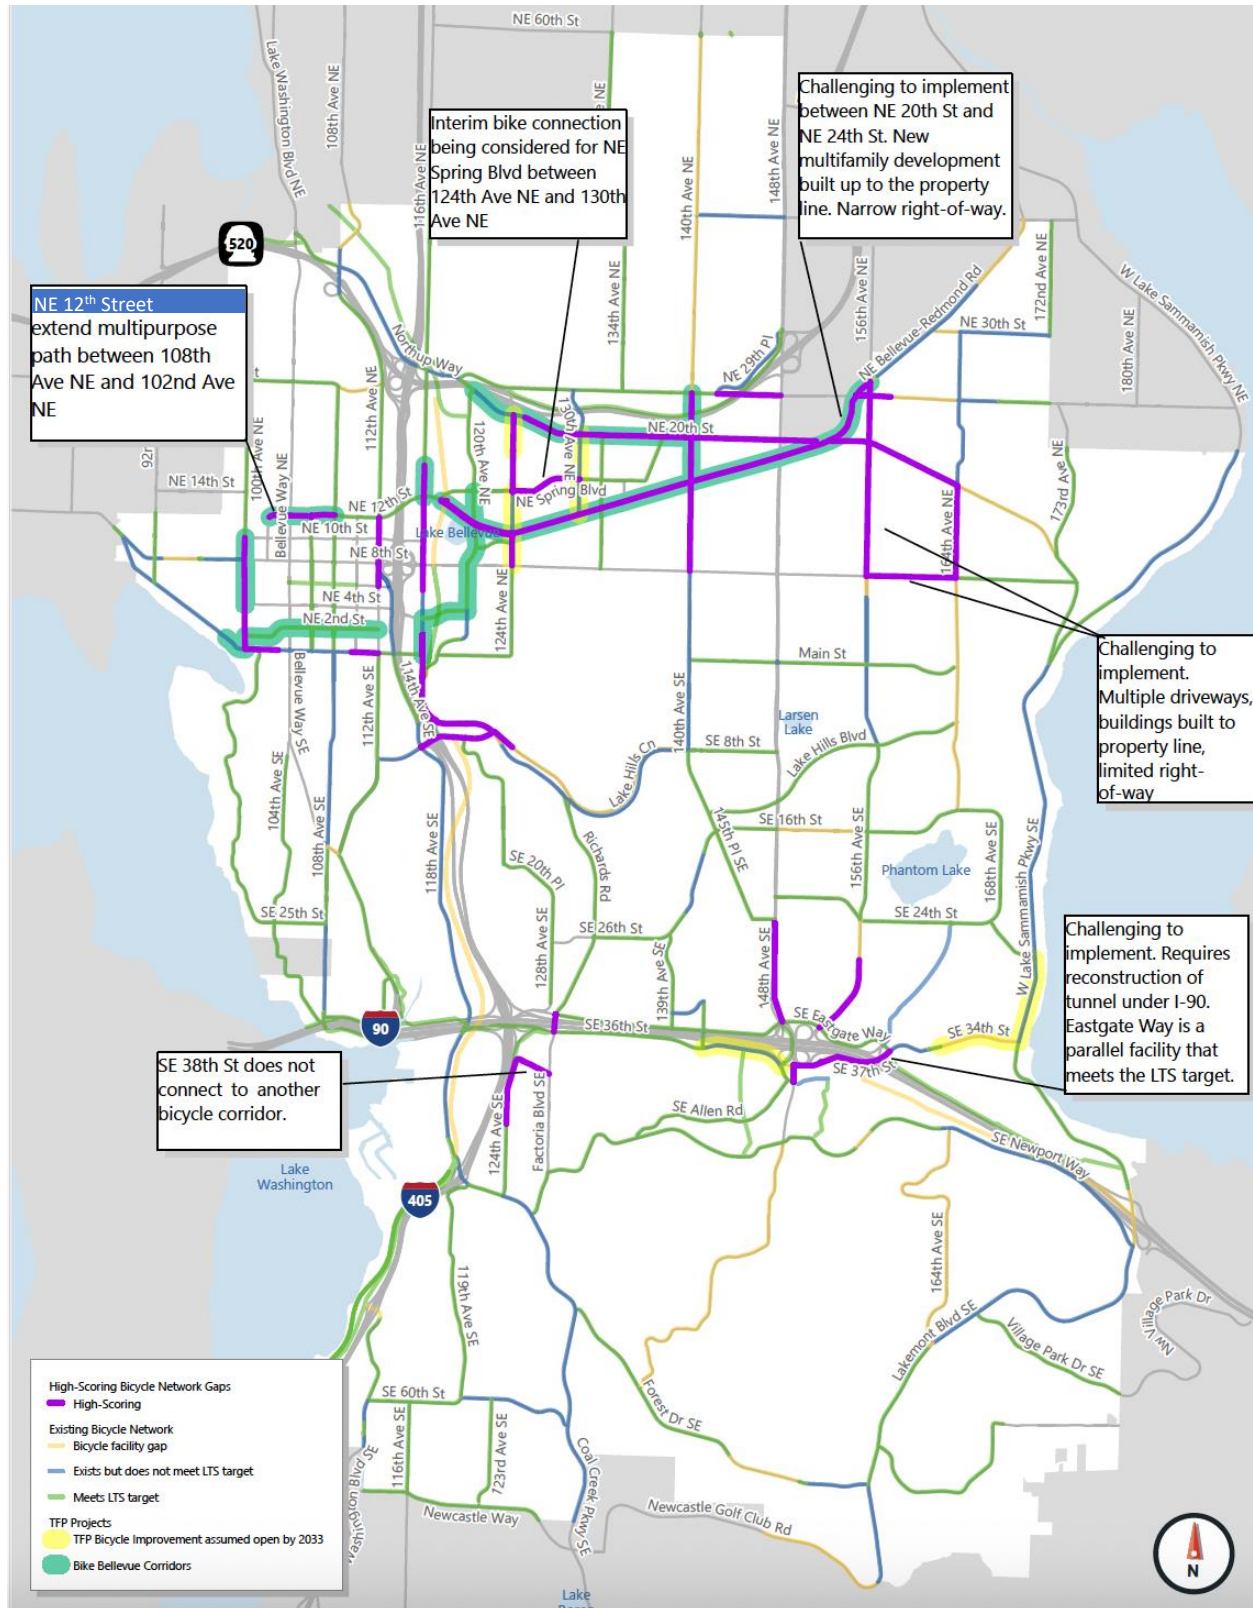 NE 60th St
Lake Washington Blvd NE
108th Ave NE
116th Ave NE
NE
140th Ave NE
148th Ave NE
Interim bike connection
being considered for NE
Spring Blvd between
124th Ave NE and 130th
Ave NE
Challenging to implement
between NE 20th St and
NE 24th St. New
multifamily development
built up to the property
line. Narrow right-of-way.
520
NE 12th Street
extend multipurpose
path between 108th
Ave NE and 102nd Ave
NE
134th Ave NE
156th Ave NE
NE Bellevue-Redmond Rd
172nd Ave NE
W Lake Sammamish Pkwy NE
NE 30th St
180th Ave NE
Northup Way
NE 29th Pl
t
112th Ave NE
130th Ave NE
120th Ave NE
NE 20th St
92n
100th Ave NE
Bellevue Way NE
NE 14th St
NE 12th St
NE Spring Blvd
NE 10th St
Lake Bellevue
NE 8th St
164th Ave NE
173rd Ave NE
NE 4th St
NE 2nd St
124th Ave NE
Main St
Challenging to
implement.
Multiple driveways,
buildings built to
property line,
limited right-
of-way
Bellevue Way SE
112th Ave SE
114th Ave SE
140th Ave SE
Larsen
Lake
SE 8th St
Lake Hills Blvd
Lake Hills Cn
104th Ave SE
108th Ave SE
118th Ave SE
SE 20th Pl
Richards Rd
145th Pl SE
SE 16th St
156th Ave SE
Phantom Lake
168th Ave SE
W Lake Sammamish Pkwy SE
SE 25th St
128th Ave SE
SE 26th St
139th Ave SE
148th Ave SE
SE 24th St
Challenging to
implement. Requires
reconstruction of
tunnel under I-90.
Eastgate Way is a
parallel facility that
meets the LTS target.
90
SE 36th St
SE Eastgate Way
SE 34th St
SE 37th St
SE 38th St does not
connect to another
bicycle corridor.
124th Ave SE
Factoria Blvd SE
SE Allen Rd
SE Newport Way
Lake
Washington
405
119th Ave SE
164th Ave SE
Lakemont Blvd SE
Village Park Dr SE
NW Village Park Dr
SE 60th St
116th Ave SE
123rd Ave SE
Forest Dr SE
Coal Creek Pkwy SE
Newcastle Way
Newcastle Golf Club Rd
Lake
High-Scoring Bicycle Network Gaps
High-Scoring
Existing Bicycle Network
Bicycle facility gap
Exists but does not meet LTS target
Meets LTS target
TFP Projects
TFP Bicycle Improvement assumed open by 2033
Bike Bellevue Corridors
N